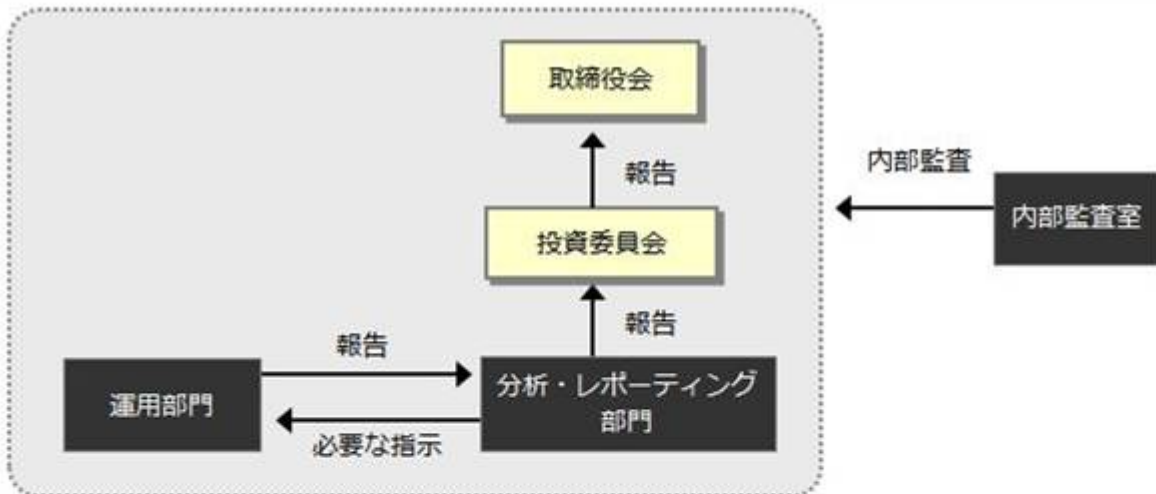 取締役会
報告
内部監査
内部監査室
投資委員会
報告
報告
運用部門
分析・レポーティング
部門
必要な指示